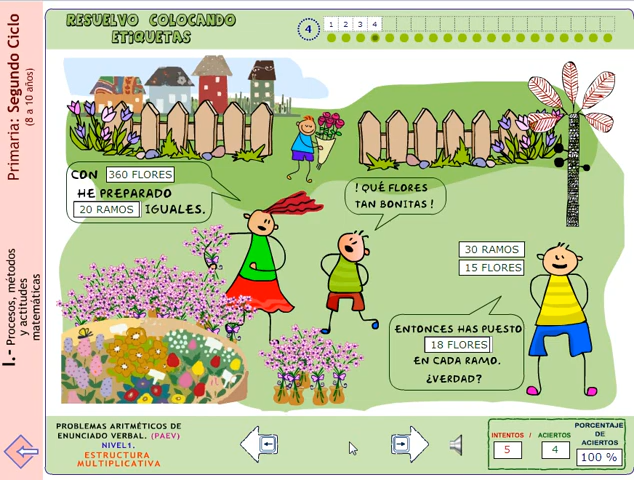 Primaria: Segundo Ciclo
(8 a 10 años)
I.- Procesos, métodos
y actitudes
matemáticas
RESUELVO COLOCANDO
ETIQUETAS
4
1 2 3 4
CON 360 FLORES
HE PREPARADO
20 RAMOS IGUALES.
! QUÉ FLORES
TAN BONITAS !
30 RAMOS
15 FLORES
ENTONCES HAS PUESTO
18 FLORES
EN CADA RAMO.
¿VERDAD?
PROBLEMAS ARITMÉTICOS DE
ENUNCIADO VERBAL. (PAEV)
NIVEL1.
ESTRUCTURA
MULTIPLICATIVA
INTENTOS / ACIERTOS
5 4
PORCENTAJE
DE
ACIERTOS
100 %